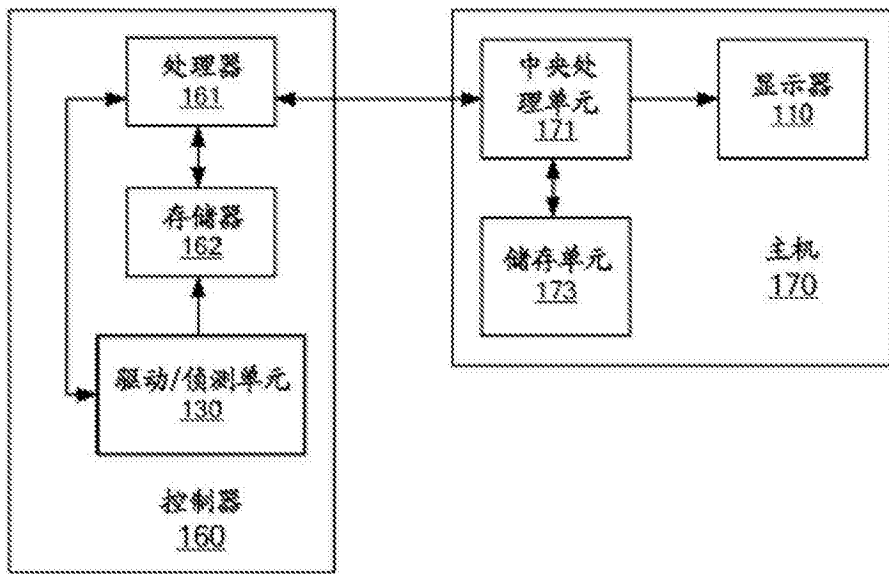 处理器
161
存储器
162
驱动/侦测单元
130
控制器
160
中央处
理单元
171
显示器
110
储存单元
173
主机
170